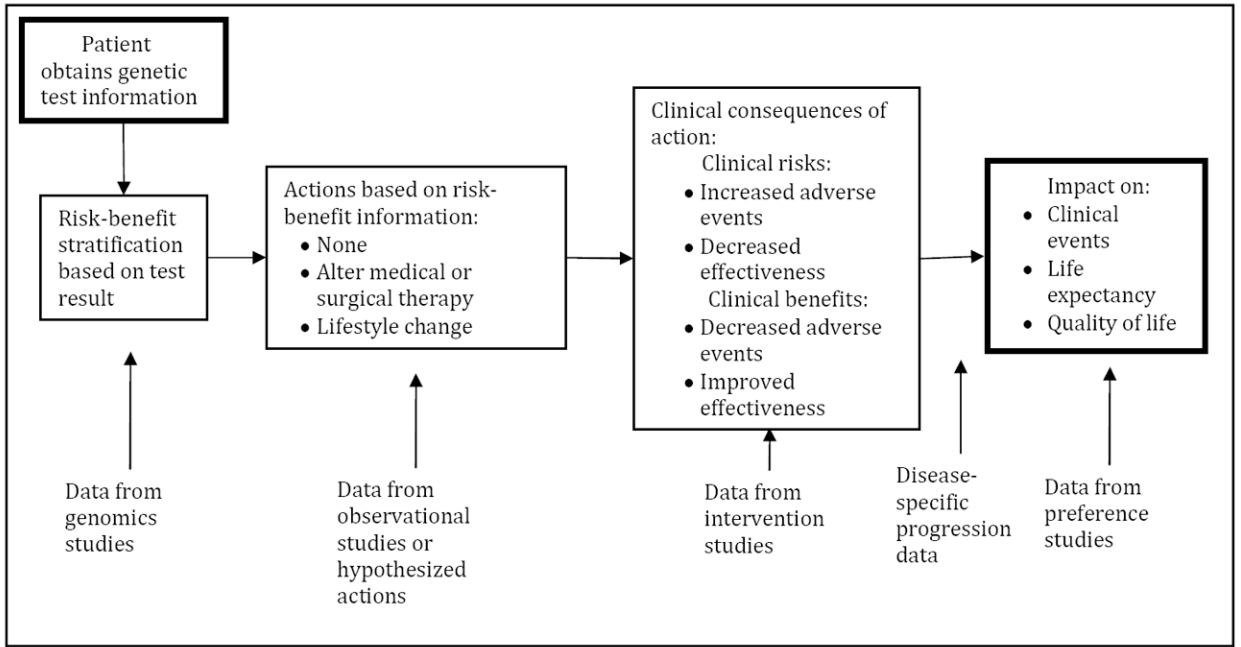 Patient
obtains genetic
test information
Risk-benefit
stratification
based on test
result
Actions based on risk-
benefit information:
• None
• Alter medical or
surgical therapy
• Lifestyle change
Clinical consequences of
action:
Clinical risks:
• Increased adverse
events
• Decreased
effectiveness
Clinical benefits:
• Decreased adverse
events
• Improved
effectiveness
Impact on:
• Clinical
events
• Life
expectancy
• Quality of life
Data from
genomics
studies
Data from
observational
studies or
hypothesized
actions
Data from
intervention
studies
Disease-
specific
progression
data
Data from
preference
studies